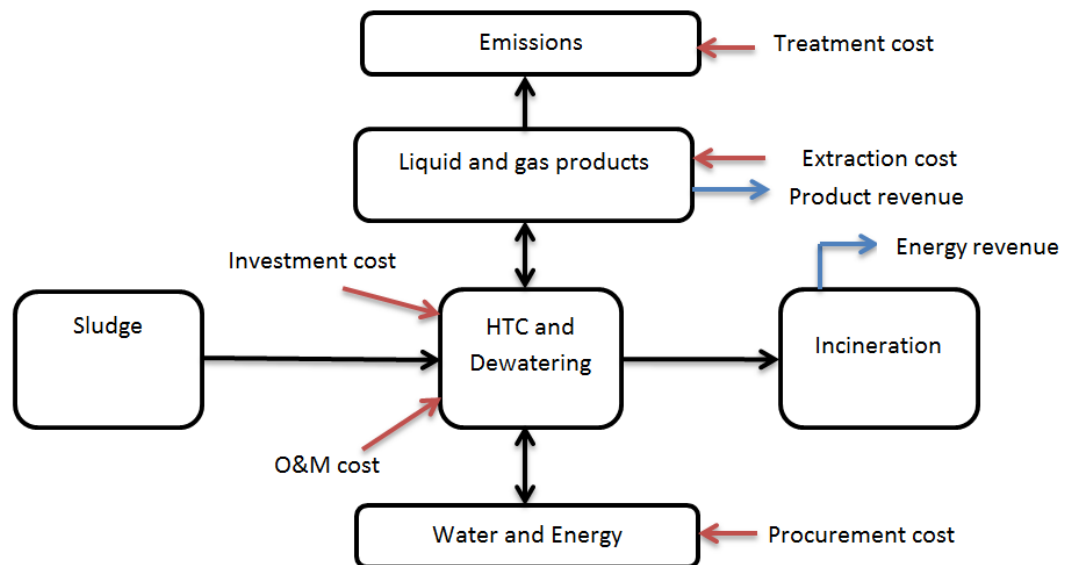 Emissions
Treatment cost
Liquid and gas products
Extraction cost
Product revenue
Energy revenue
Investment cost
Sludge
HTC and
Dewatering
Incineration
O&M cost
Water and Energy
Procurement cost